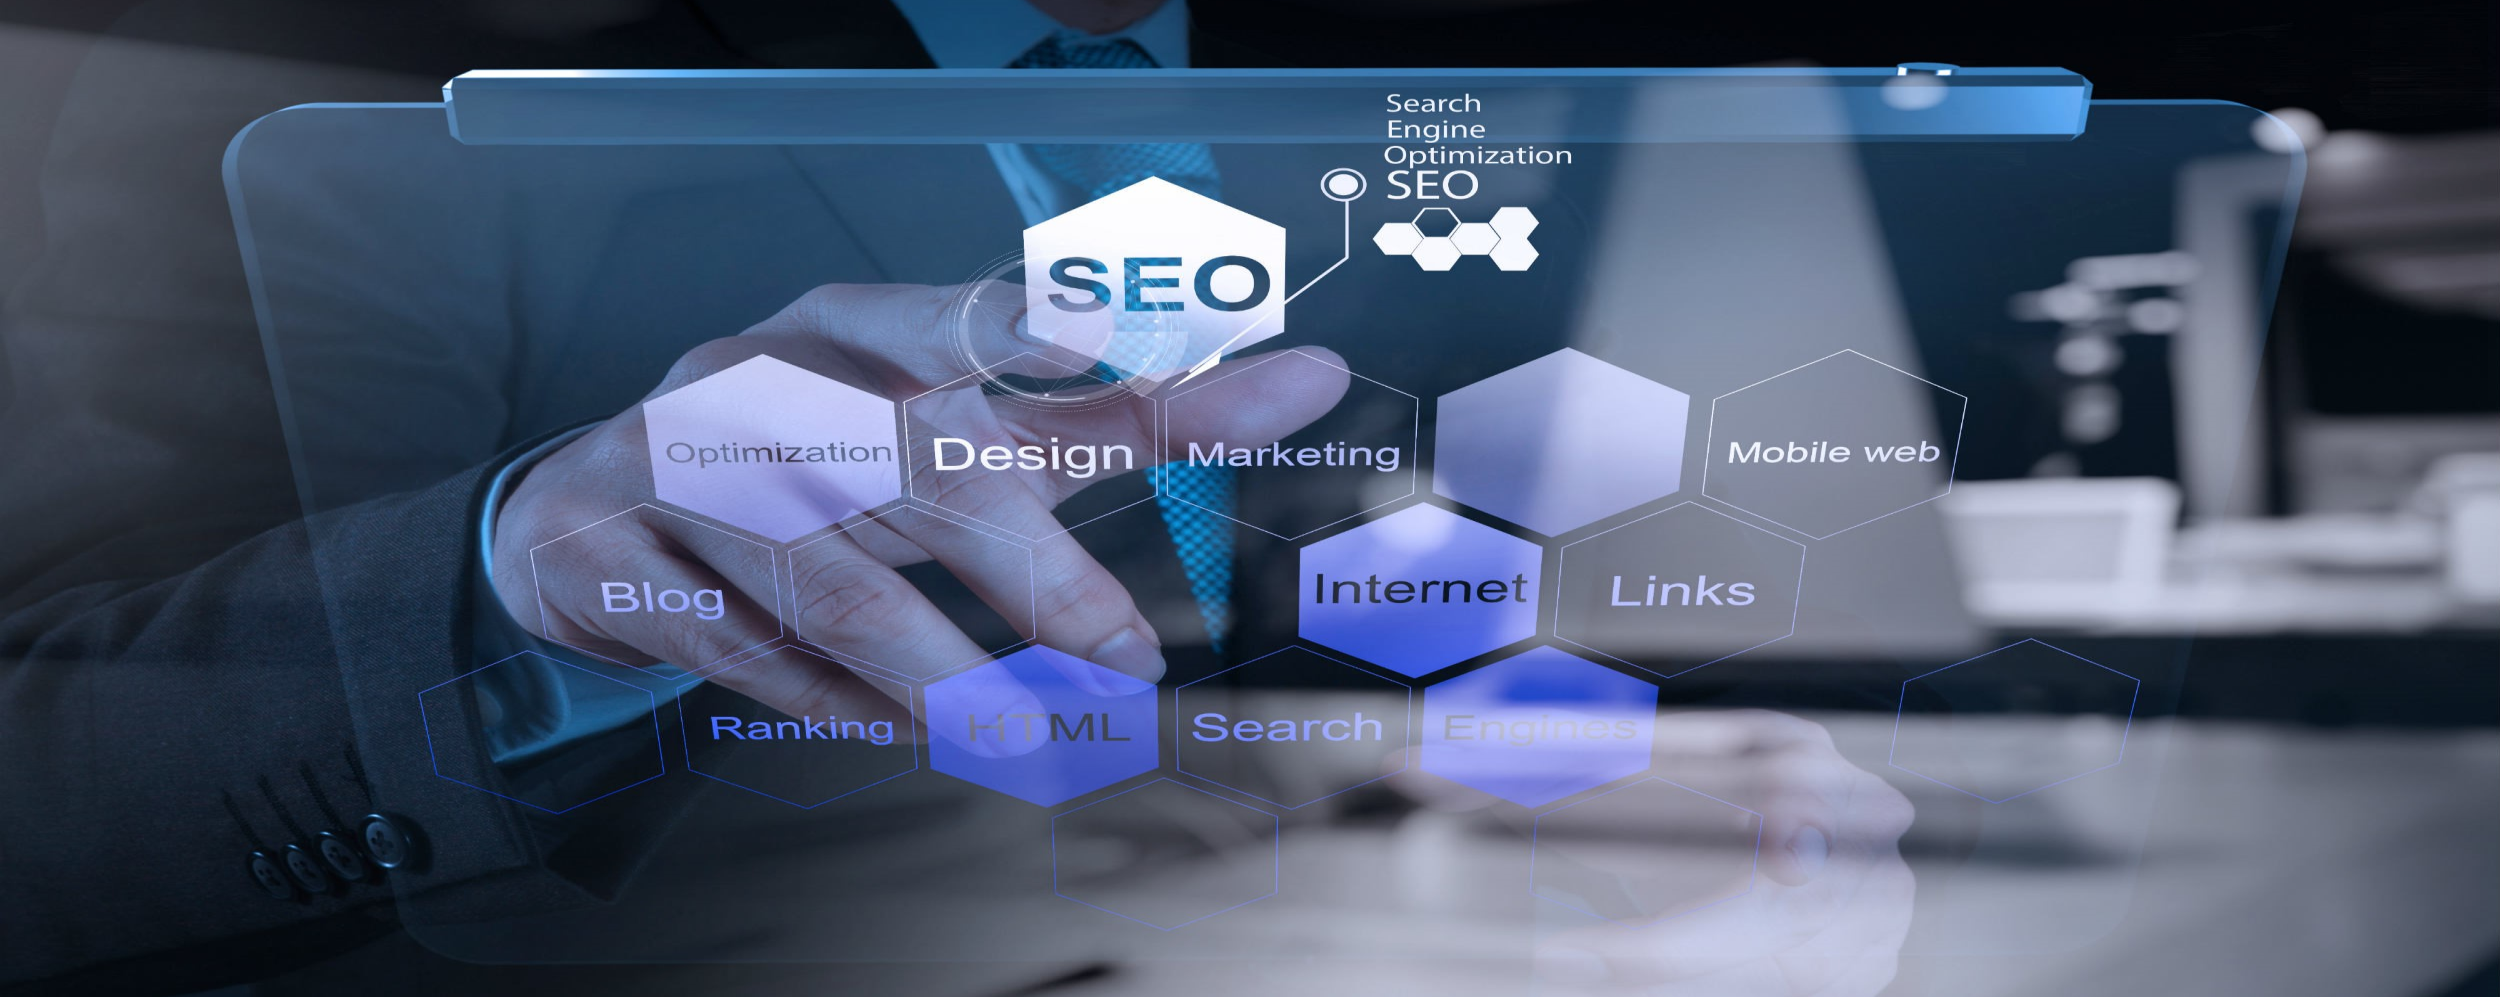 Search
Engine
Optimization
SEO
SEO
Optimization
Design
Marketing
Mobile web
Blog
Internet
Links
Ranking
HTML
Search
Engines